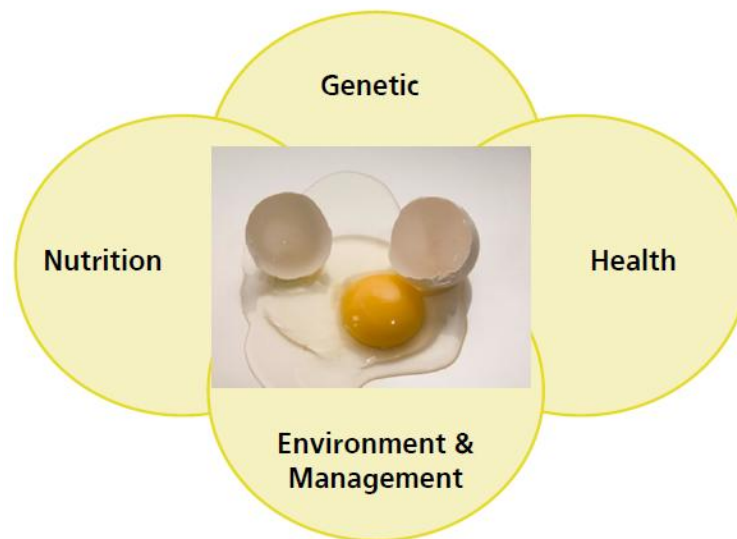 Genetic
Nutrition
Health
Environment &
Management